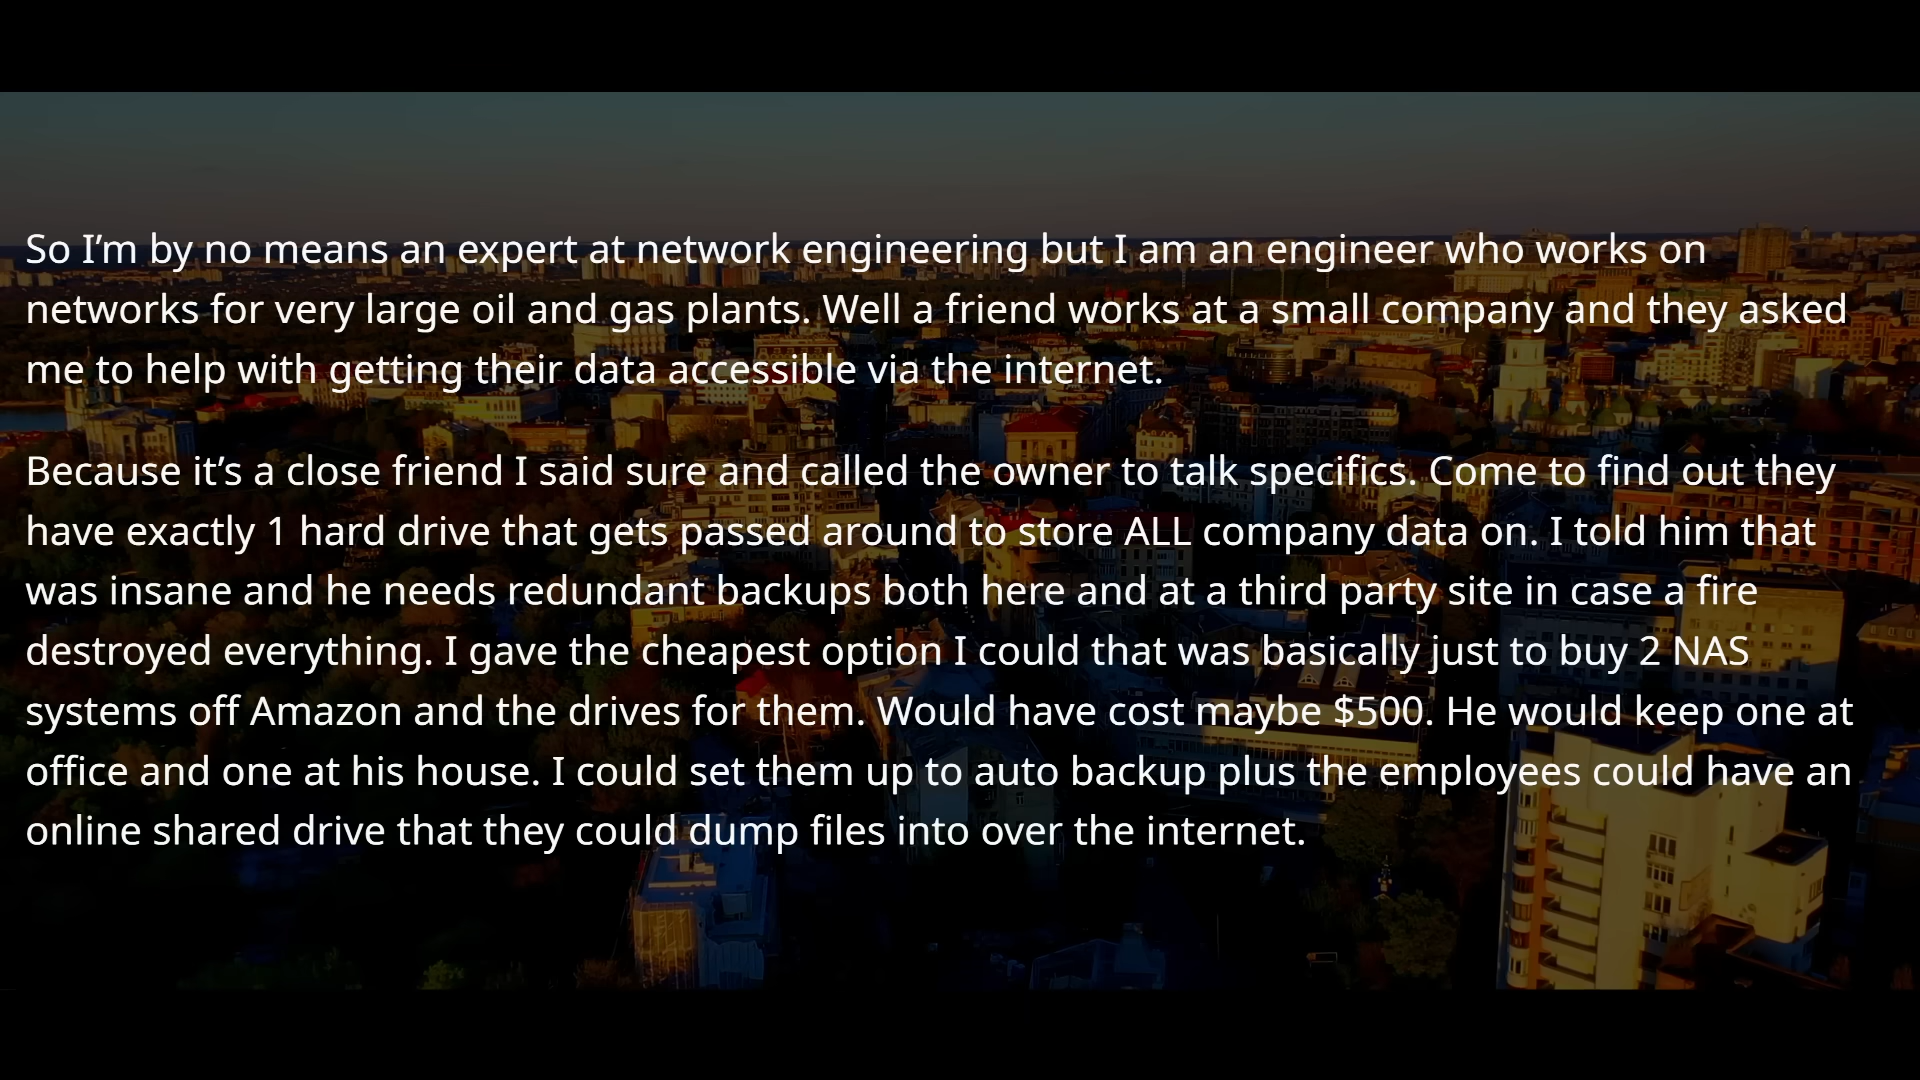 So I’m by no means an expert at network engineering but I am an engineer who works on
networks for very large oil and gas plants. Well a friend works at a small company and they asked
me to help with getting their data accessible via the internet.
Because it’s a close friend I said sure and called the owner to talk specifics. Come to find out they
have exactly 1 hard drive that gets passed around to store ALL company data on. I told him that
was insane and he needs redundant backups both here and at a third party site in case a fire
destroyed everything. I gave the cheapest option I could that was basically just to buy 2 NAS
systems off Amazon and the drives for them. Would have cost maybe $500. He would keep one at
office and one at his house. I could set them up to auto backup plus the employees could have an
online shared drive that they could dump files into over the internet.